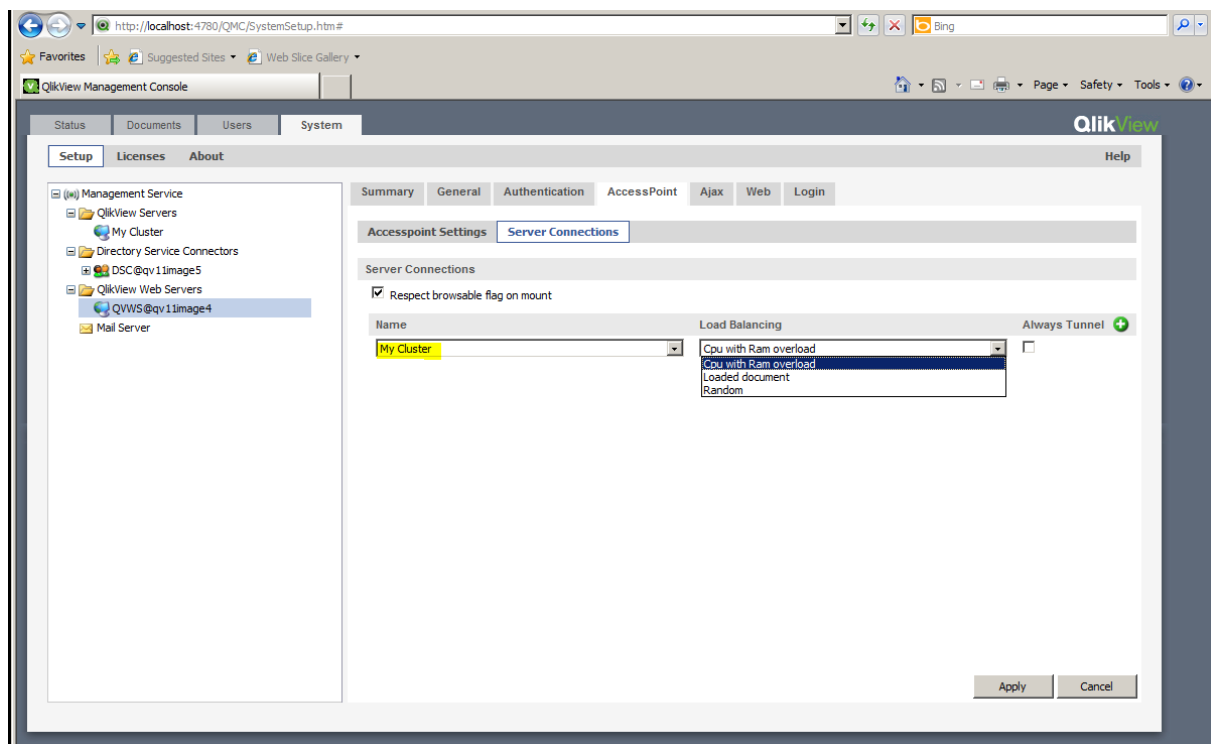 http://localhost:4780/QMC/SystemSetup.htm#
Bing
Favorites
Suggested Sites
Web Slice Gallery
QlikView Management Console
Page Safety Tools
Status Documents Users System
QlikView
Setup Licenses About Help
Management Service
QlikView Servers
My Cluster
Directory Service Connectors
DSC@qv11image5
QlikView Web Servers
QVWS@qv11image4
Mail Server
Summary General Authentication AccessPoint Ajax Web Login
Accesspoint Settings Server Connections
Server Connections
Respect browsable flag on mount
Name Load Balancing Always Tunnel
My Cluster Cpu with Ram overload
Cpu with Ram overload
Loaded document
Random
Apply Cancel